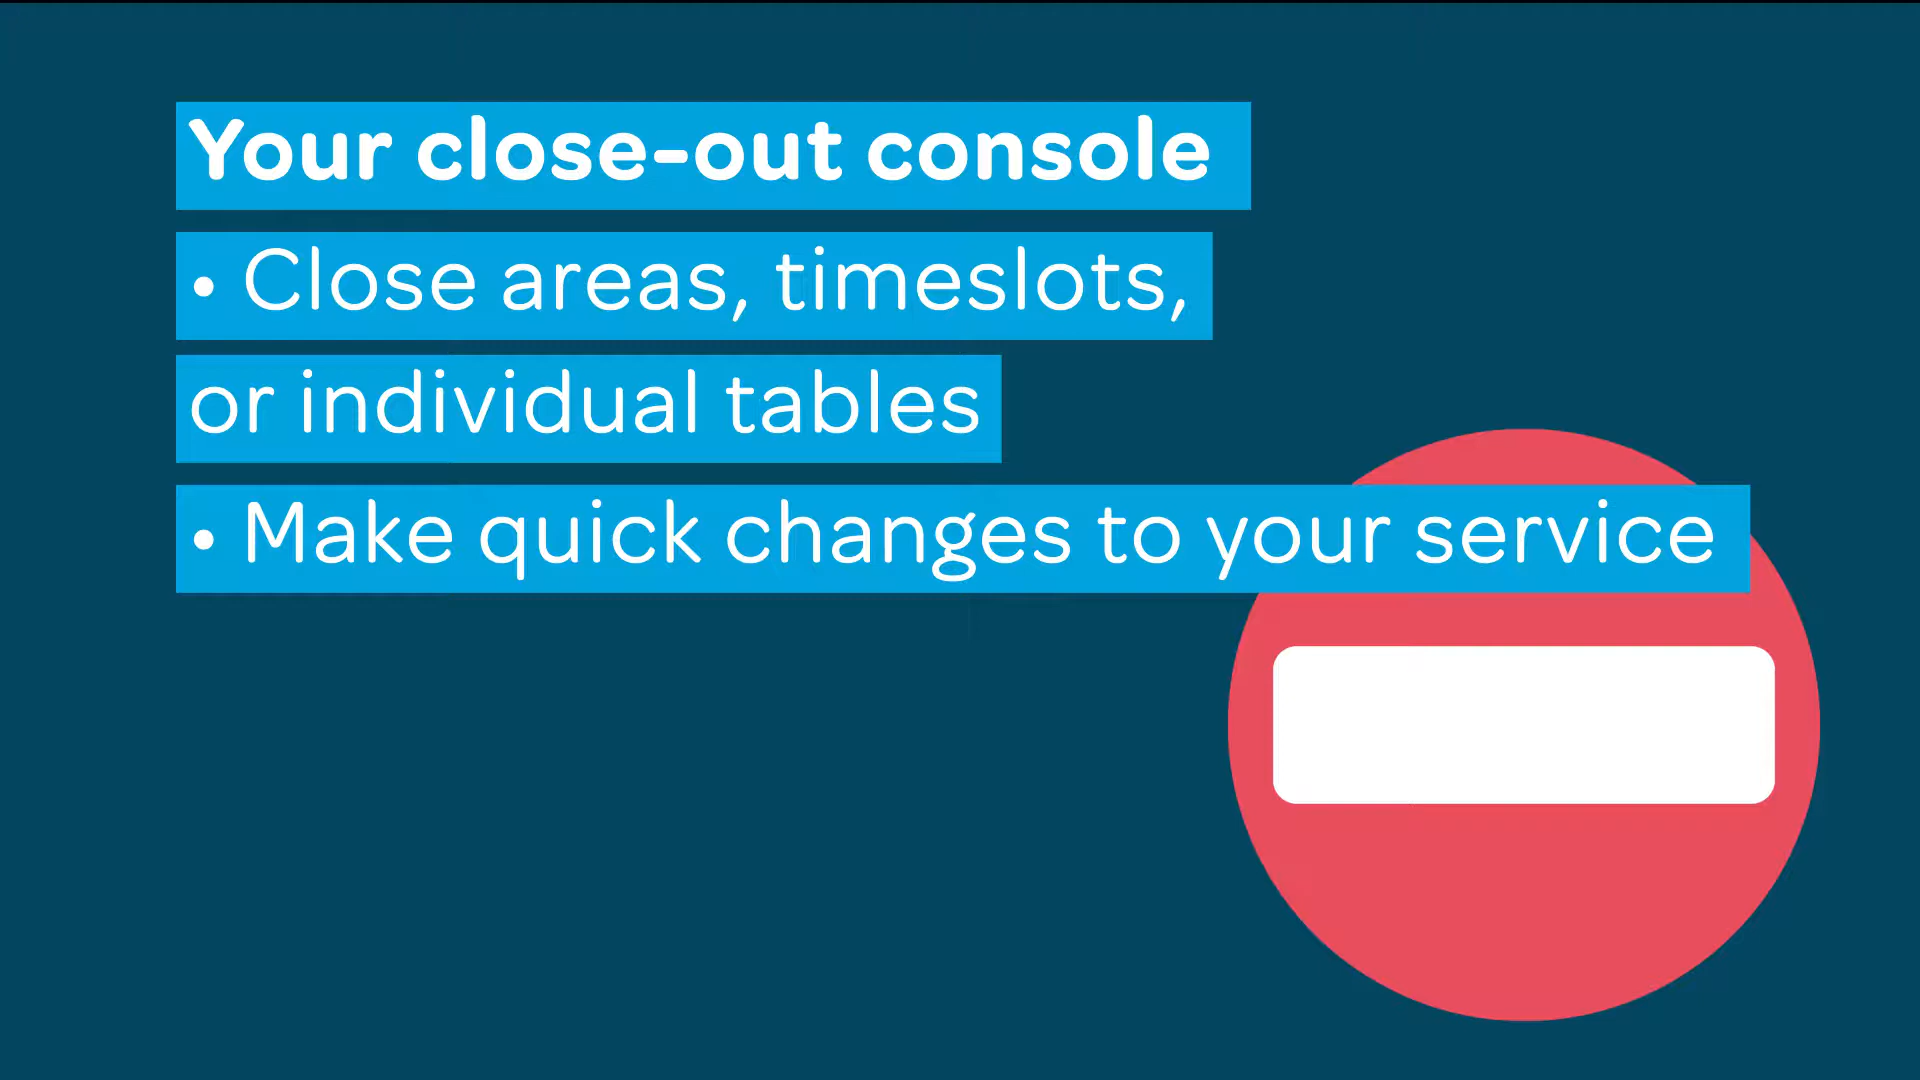 Your close-out console
• Close areas, timeslots,
or individual tables
• Make quick changes to your service